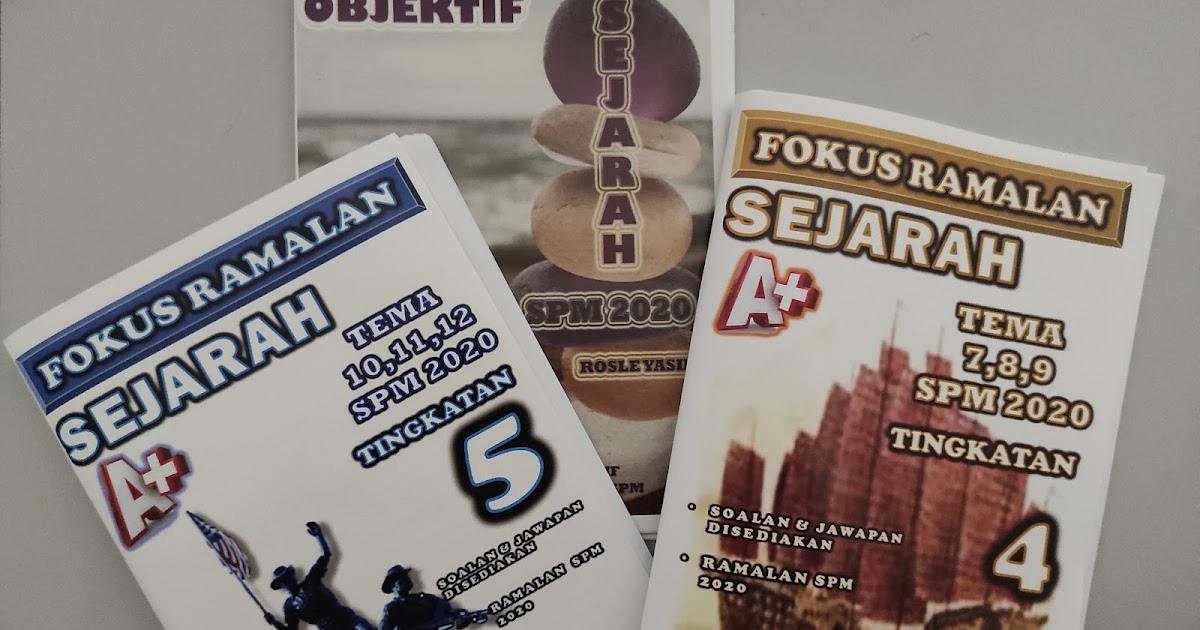 OBJEKTIF
SEJARAH
SPM 2020
ROSLE YASIN
FOKUS RAMALAN
SEJARAH
A+
TEMA
10,11,12
SPM 2020
TINGKATAN
5
SOALAN & JAWAPAN
DISEDIAKAN
RAMALAN SPM
2020
FOKUS RAMALAN
SEJARAH
A+
TEMA
7,8,9
SPM 2020
TINGKATAN
4
• SOALAN & JAWAPAN
DISEDIAKAN
• RAMALAN SPM
2020